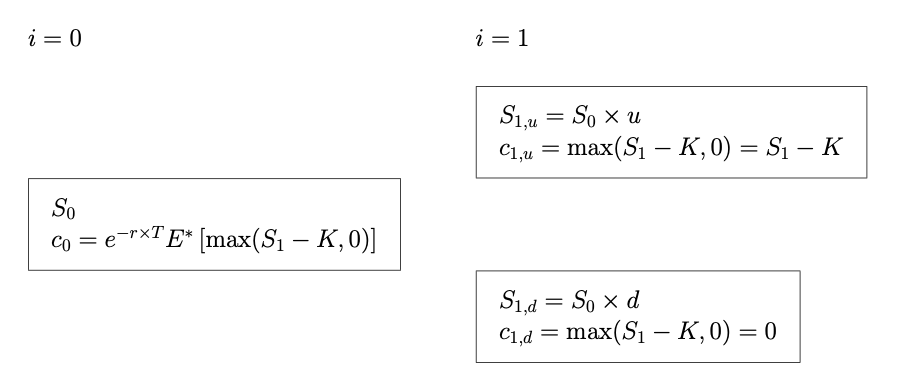 i = 0
i = 1
S_{1,u} = S_0 × u
c_{1,u} = max(S_1 − K, 0) = S_1 − K
S_0
c_0 = e^{−r×T} E* [max(S_1 − K, 0)]
S_{1,d} = S_0 × d
c_{1,d} = max(S_1 − K, 0) = 0